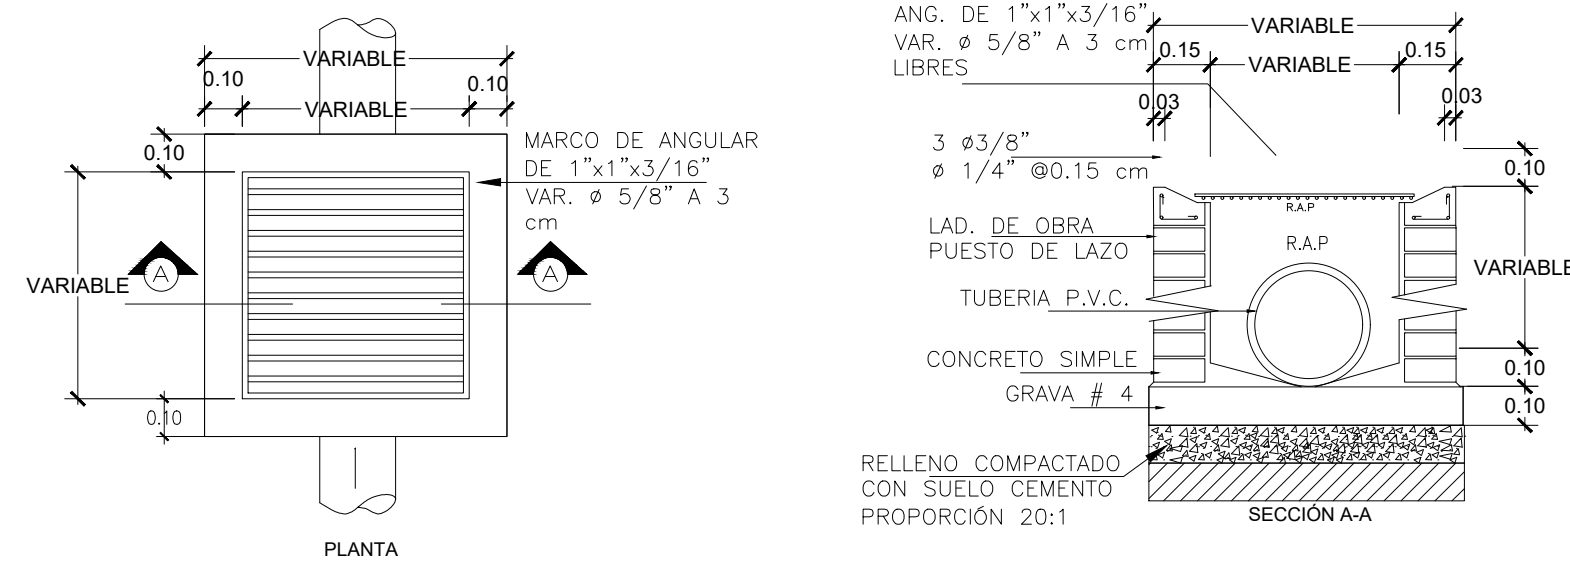 VARIABLE
0.10
0.10
VARIABLE
0.10
MARCO DE ANGULAR
DE 1"x1"x3/16"
VAR. ø 5/8" A 3
cm
A
A
VARIABLE
0.10
PLANTA
ANG. DE 1"x1"x3/16"
VAR. ø 5/8" A 3 cm
LIBRES
VARIABLE
0.15
VARIABLE
0.15
0.03
0.03
3 ø3/8"
ø 1/4" @0.15 cm
0.10
LAD. DE OBRA
PUESTO DE LAZO
R.A.P
R.A.P
VARIABLE
TUBERIA P.V.C.
CONCRETO SIMPLE
0.10
GRAVA # 4
0.10
RELLENO COMPACTADO
CON SUELO CEMENTO
PROPORCIÓN 20:1
SECCIÓN A-A